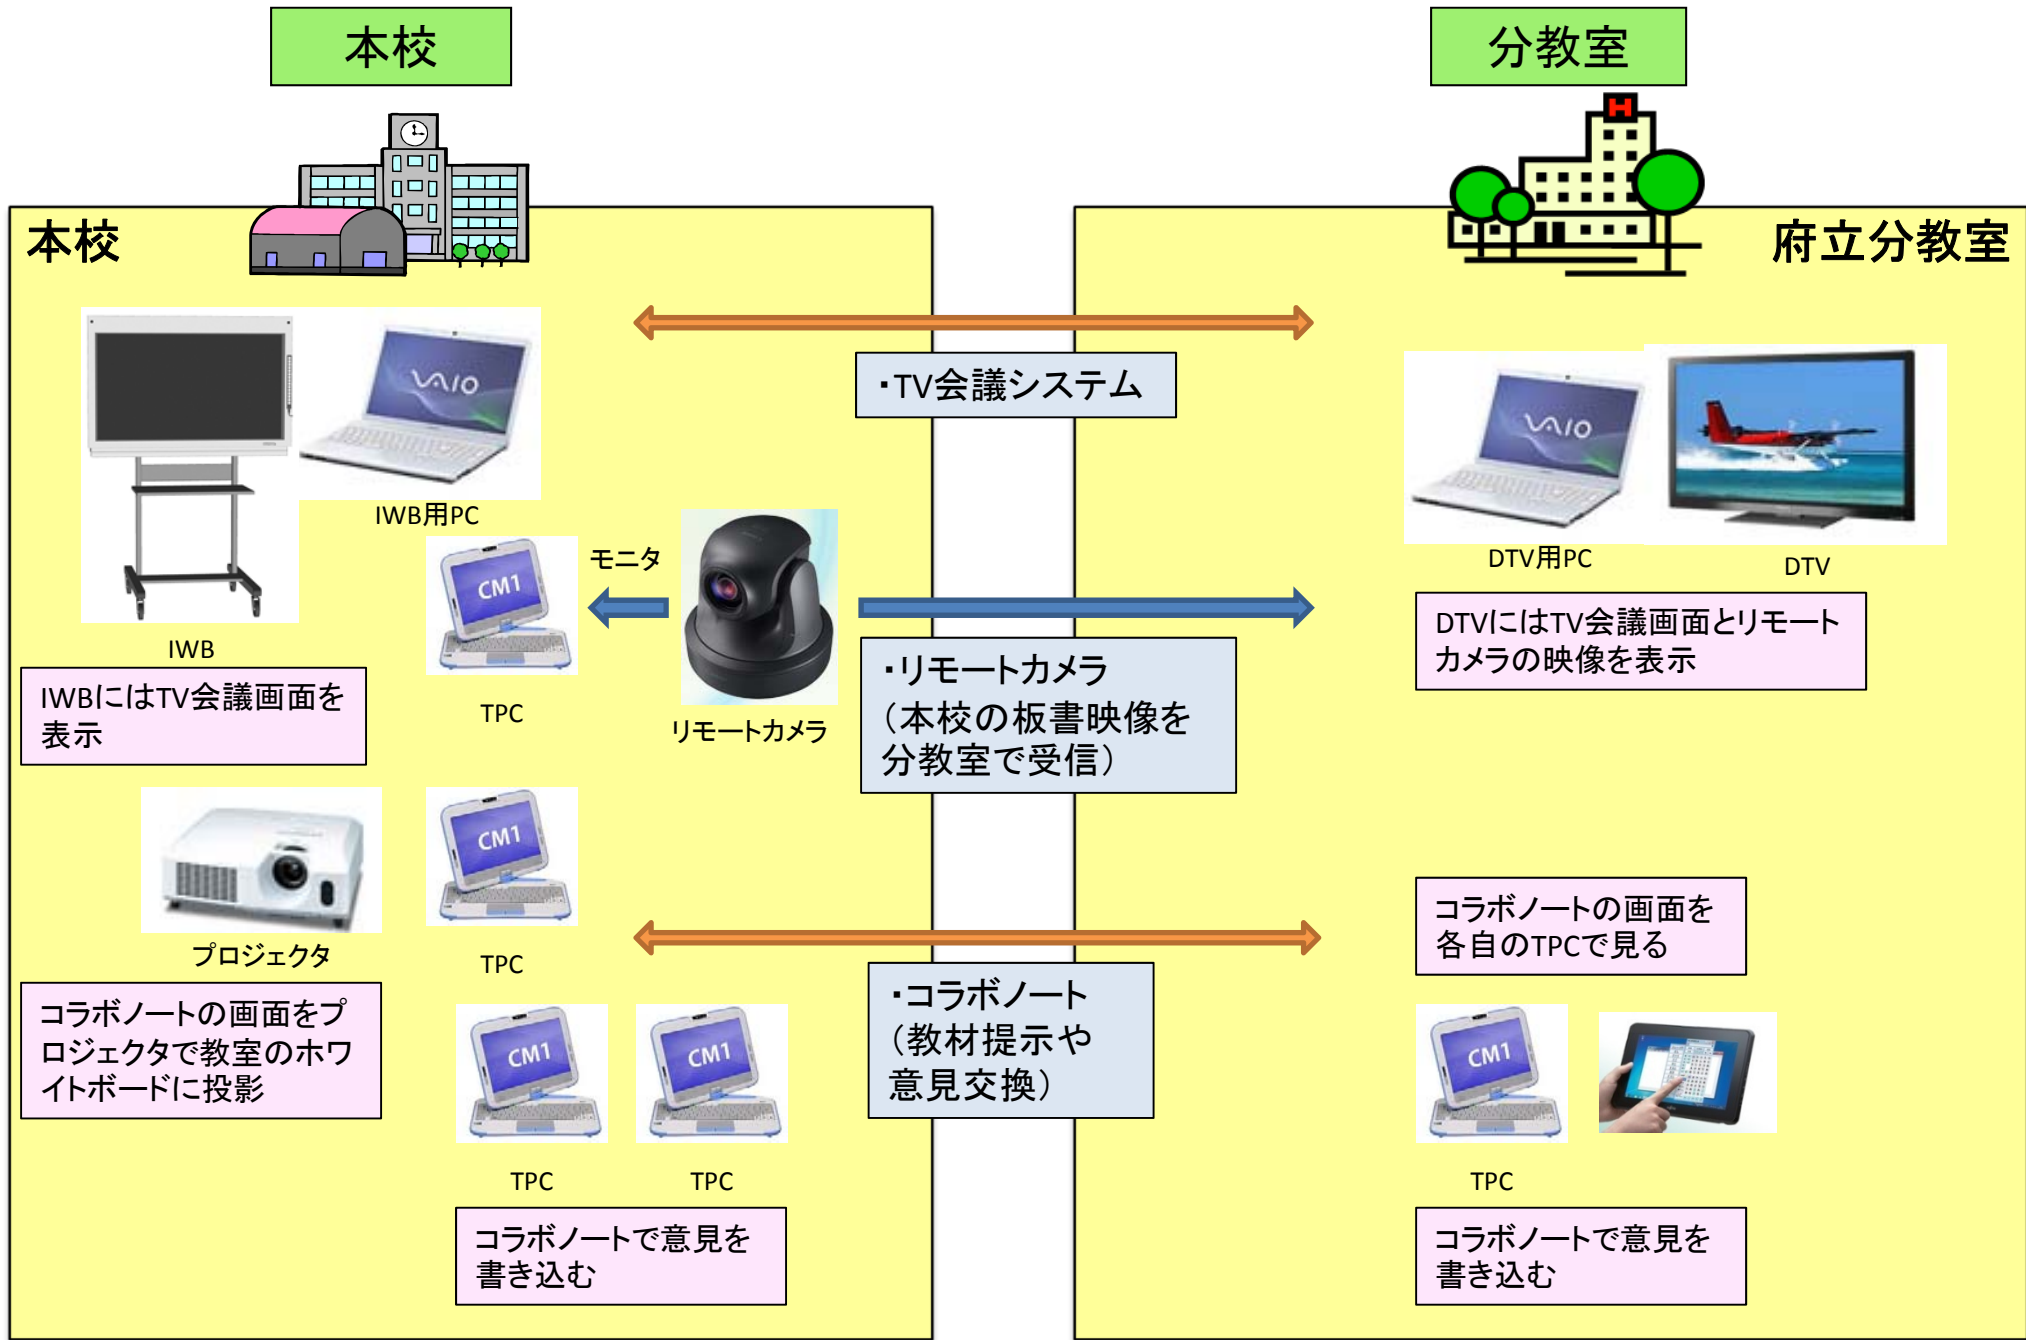 本校
分教室
本校
府立分教室
VAIO
IWB用PC
IWB
IWBにはTV会議画面を
表示
・TV会議システム
VAIO
DTV用PC
DTV
DTVにはTV会議画面とリモート
カメラの映像を表示
CM1
TPC
モニタ
リモートカメラ
・リモートカメラ
（本校の板書映像を
分教室で受信）
プロジェクタ
コラボノートの画面をプ
ロジェクタで教室のホワ
イトボードに投影
CM1
TPC
・コラボノート
（教材提示や
意見交換）
コラボノートの画面を
各自のTPCで見る
CM1
TPC
CM1
TPC
コラボノートで意見を
書き込む
CM1
TPC
コラボノートで意見を
書き込む
H